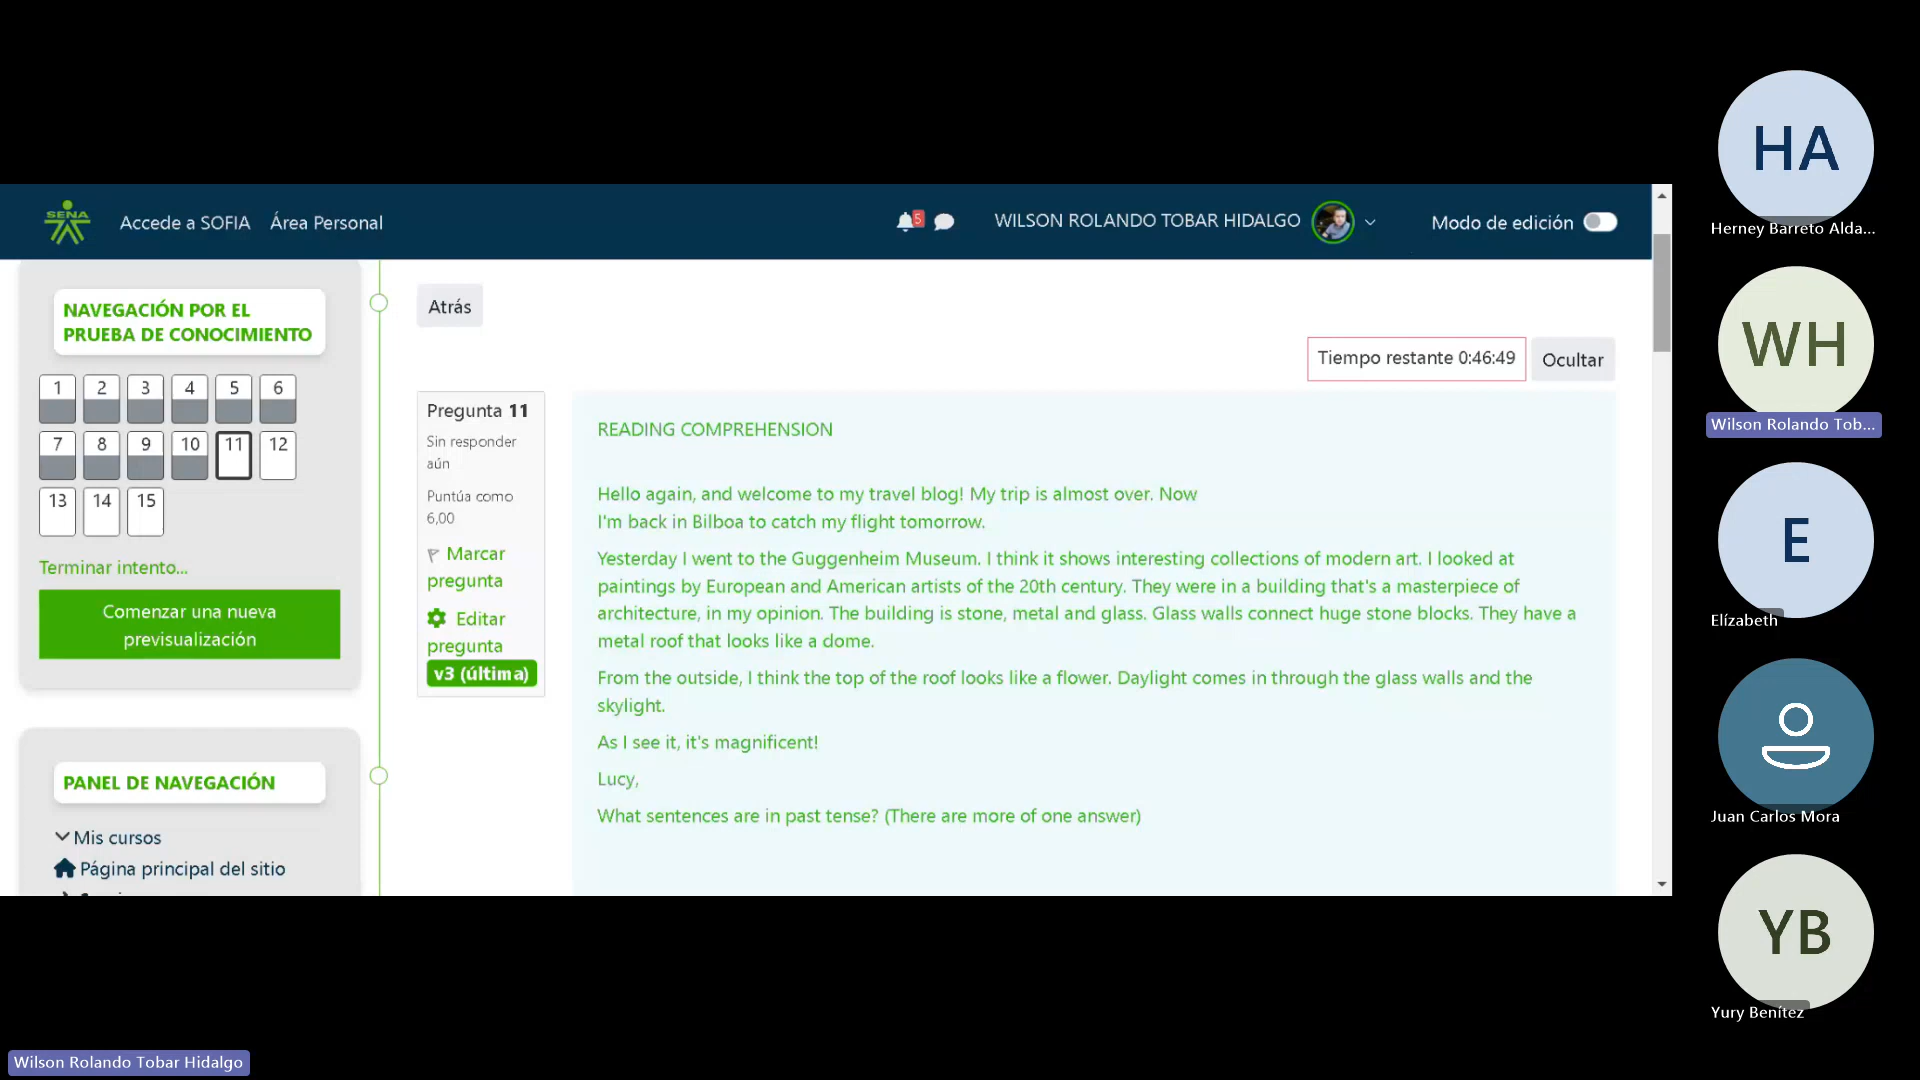 SENA
Accede a SOFIA
Área Personal
5
WILSON ROLANDO TOBAR HIDALGO
Modo de edición
NAVEGACIÓN POR EL
PRUEBA DE CONOCIMIENTO
1 2 3 4 5 6
7 8 9 10 11 12
13 14 15
Terminar intento...
Comenzar una nueva
previsualización
PANEL DE NAVEGACIÓN
Mis cursos
Página principal del sitio
Atrás
Tiempo restante 0:46:49
Ocultar
Pregunta 11
Sin responder
aún
Puntúa como
6,00
Marcar
pregunta
Editar
pregunta
v3 (última)
READING COMPREHENSION
Hello again, and welcome to my travel blog! My trip is almost over. Now
I'm back in Bilboa to catch my flight tomorrow.
Yesterday I went to the Guggenheim Museum. I think it shows interesting collections of modern art. I looked at
paintings by European and American artists of the 20th century. They were in a building that's a masterpiece of
architecture, in my opinion. The building is stone, metal and glass. Glass walls connect huge stone blocks. They have a
metal roof that looks like a dome.
From the outside, I think the top of the roof looks like a flower. Daylight comes in through the glass walls and the
skylight.
As I see it, it's magnificent!
Lucy,
What sentences are in past tense? (There are more of one answer)
HA
Herney Barreto Alda...
WH
Wilson Rolando Tob...
E
Elízabeth
Juan Carlos Mora
YB
Yury Benítez
Wilson Rolando Tobar Hidalgo